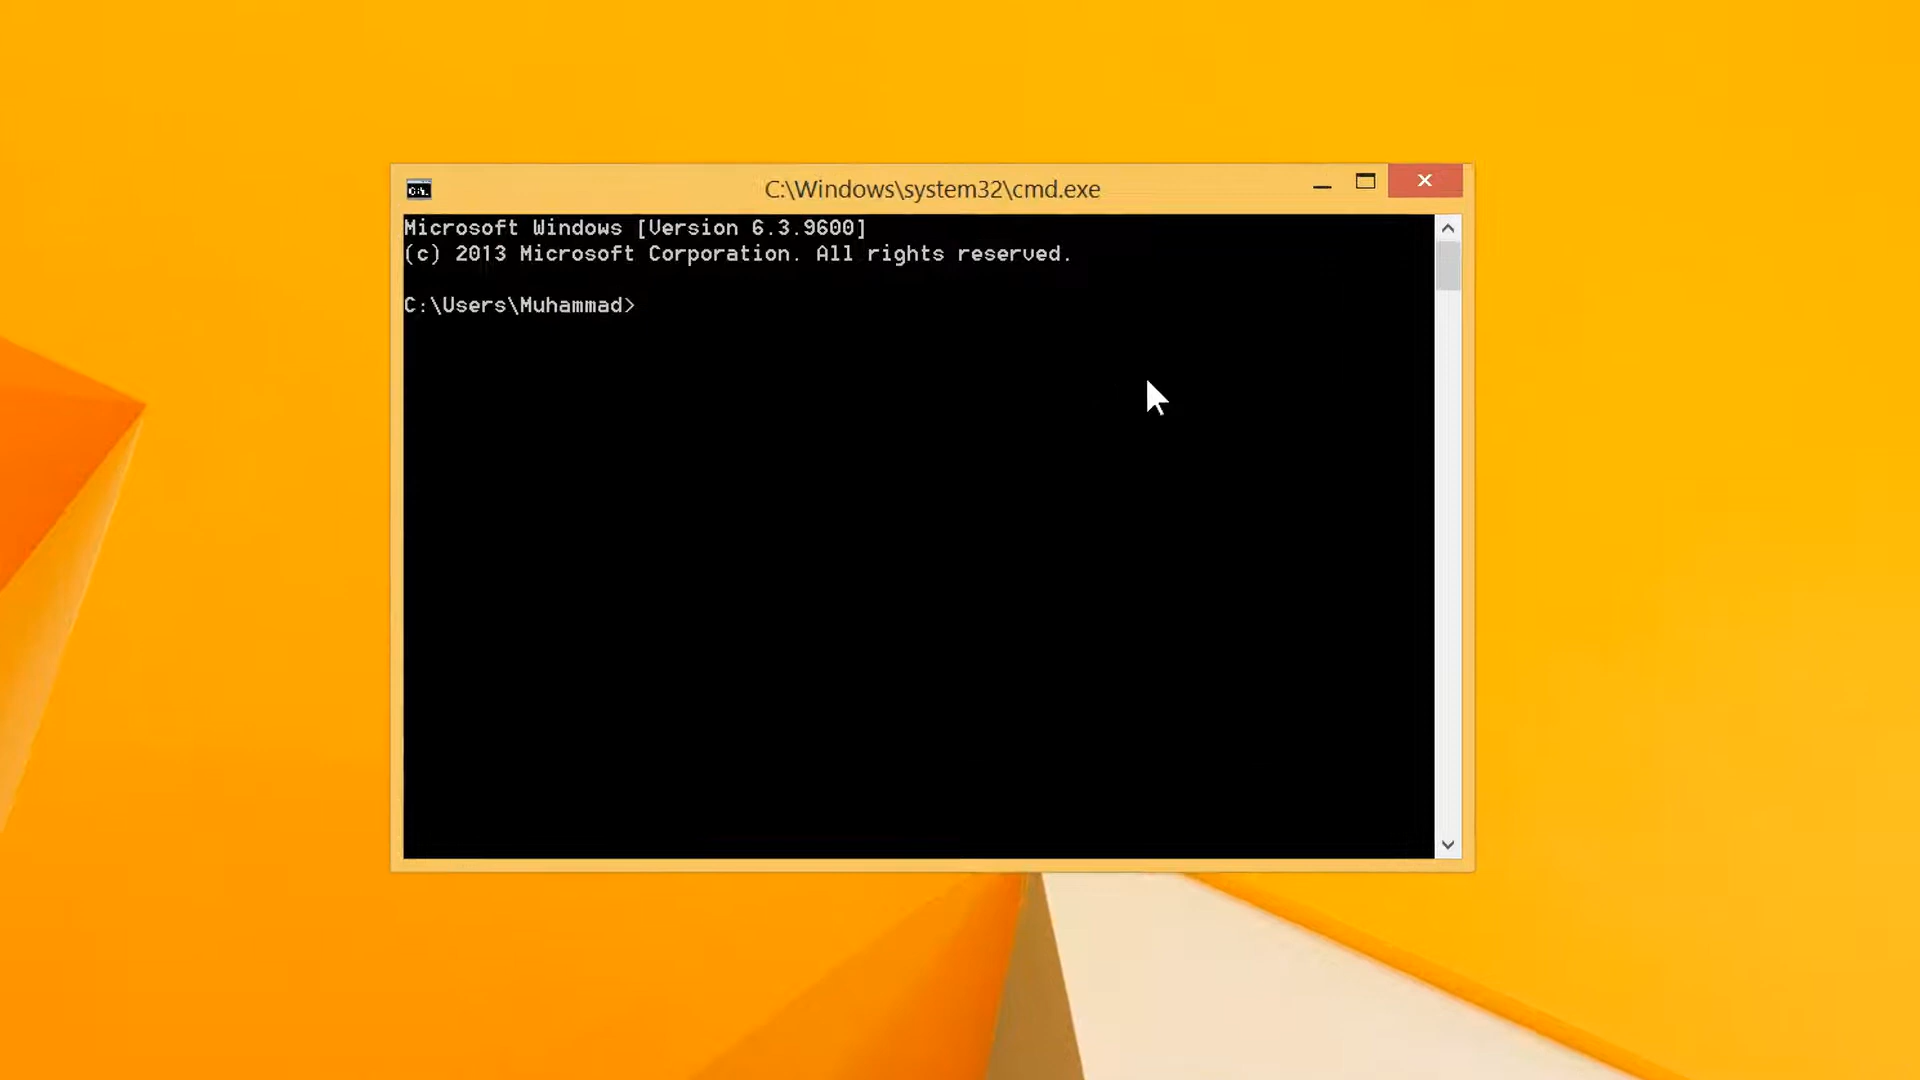 C:\Windows\system32\cmd.exe
Microsoft Windows [Version 6.3.9600]
(c) 2013 Microsoft Corporation. All rights reserved.
C:\Users\Muhammad>